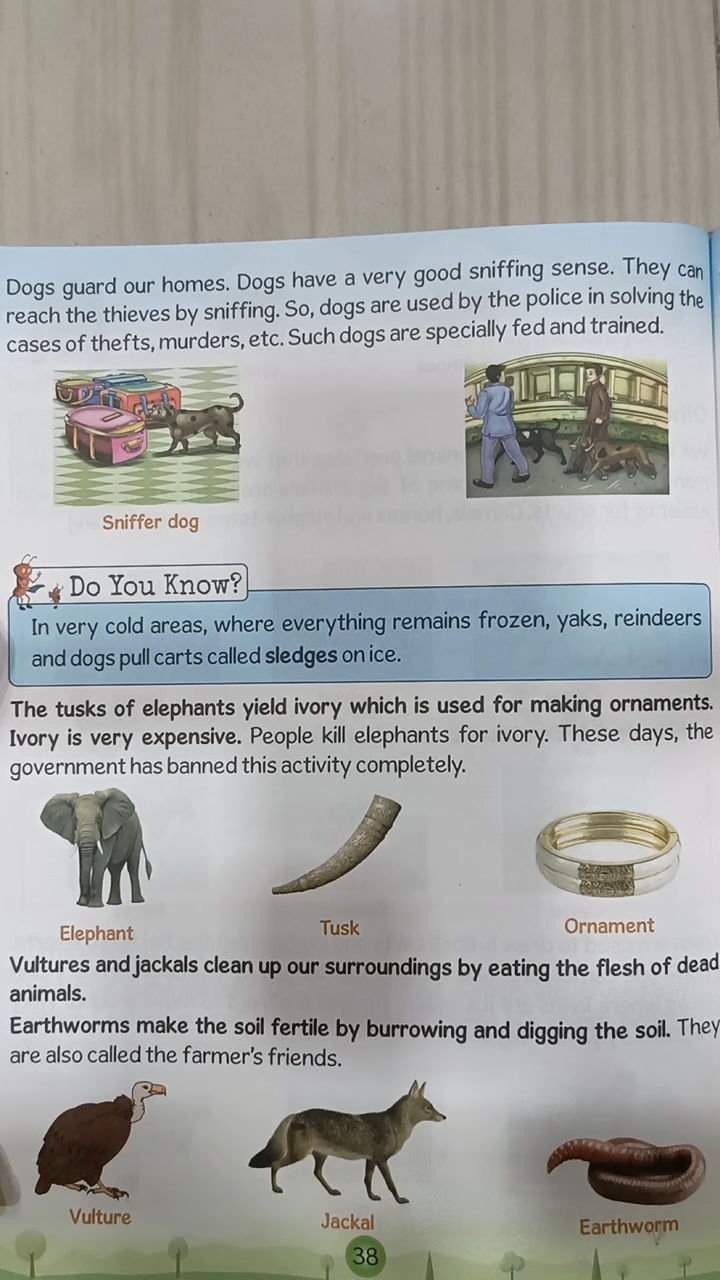 Dogs guard our homes. Dogs have a very good sniffing sense. They can
reach the thieves by sniffing. So, dogs are used by the police in solving the
cases of thefts, murders, etc. Such dogs are specially fed and trained.
Sniffer dog
Do You Know?
In very cold areas, where everything remains frozen, yaks, reindeers
and dogs pull carts called sledges on ice.
The tusks of elephants yield ivory which is used for making ornaments.
Ivory is very expensive. People kill elephants for ivory. These days, the
government has banned this activity completely.
Elephant
Tusk
Ornament
Vultures and jackals clean up our surroundings by eating the flesh of dead
animals.
Earthworms make the soil fertile by burrowing and digging the soil. They
are also called the farmer's friends.
Vulture
Jackal
Earthworm
38